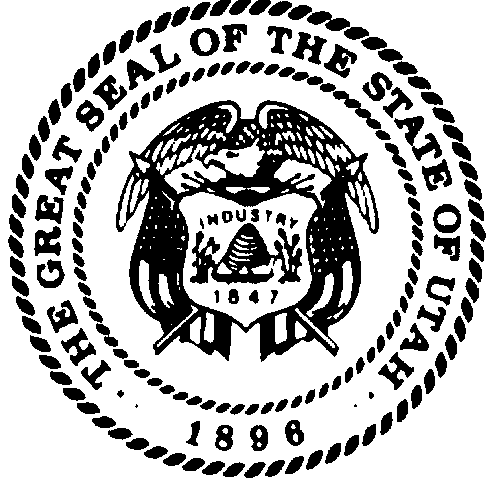 THE GREAT SEAL OF THE STATE OF UTAH
INDUSTRY
1847
1896